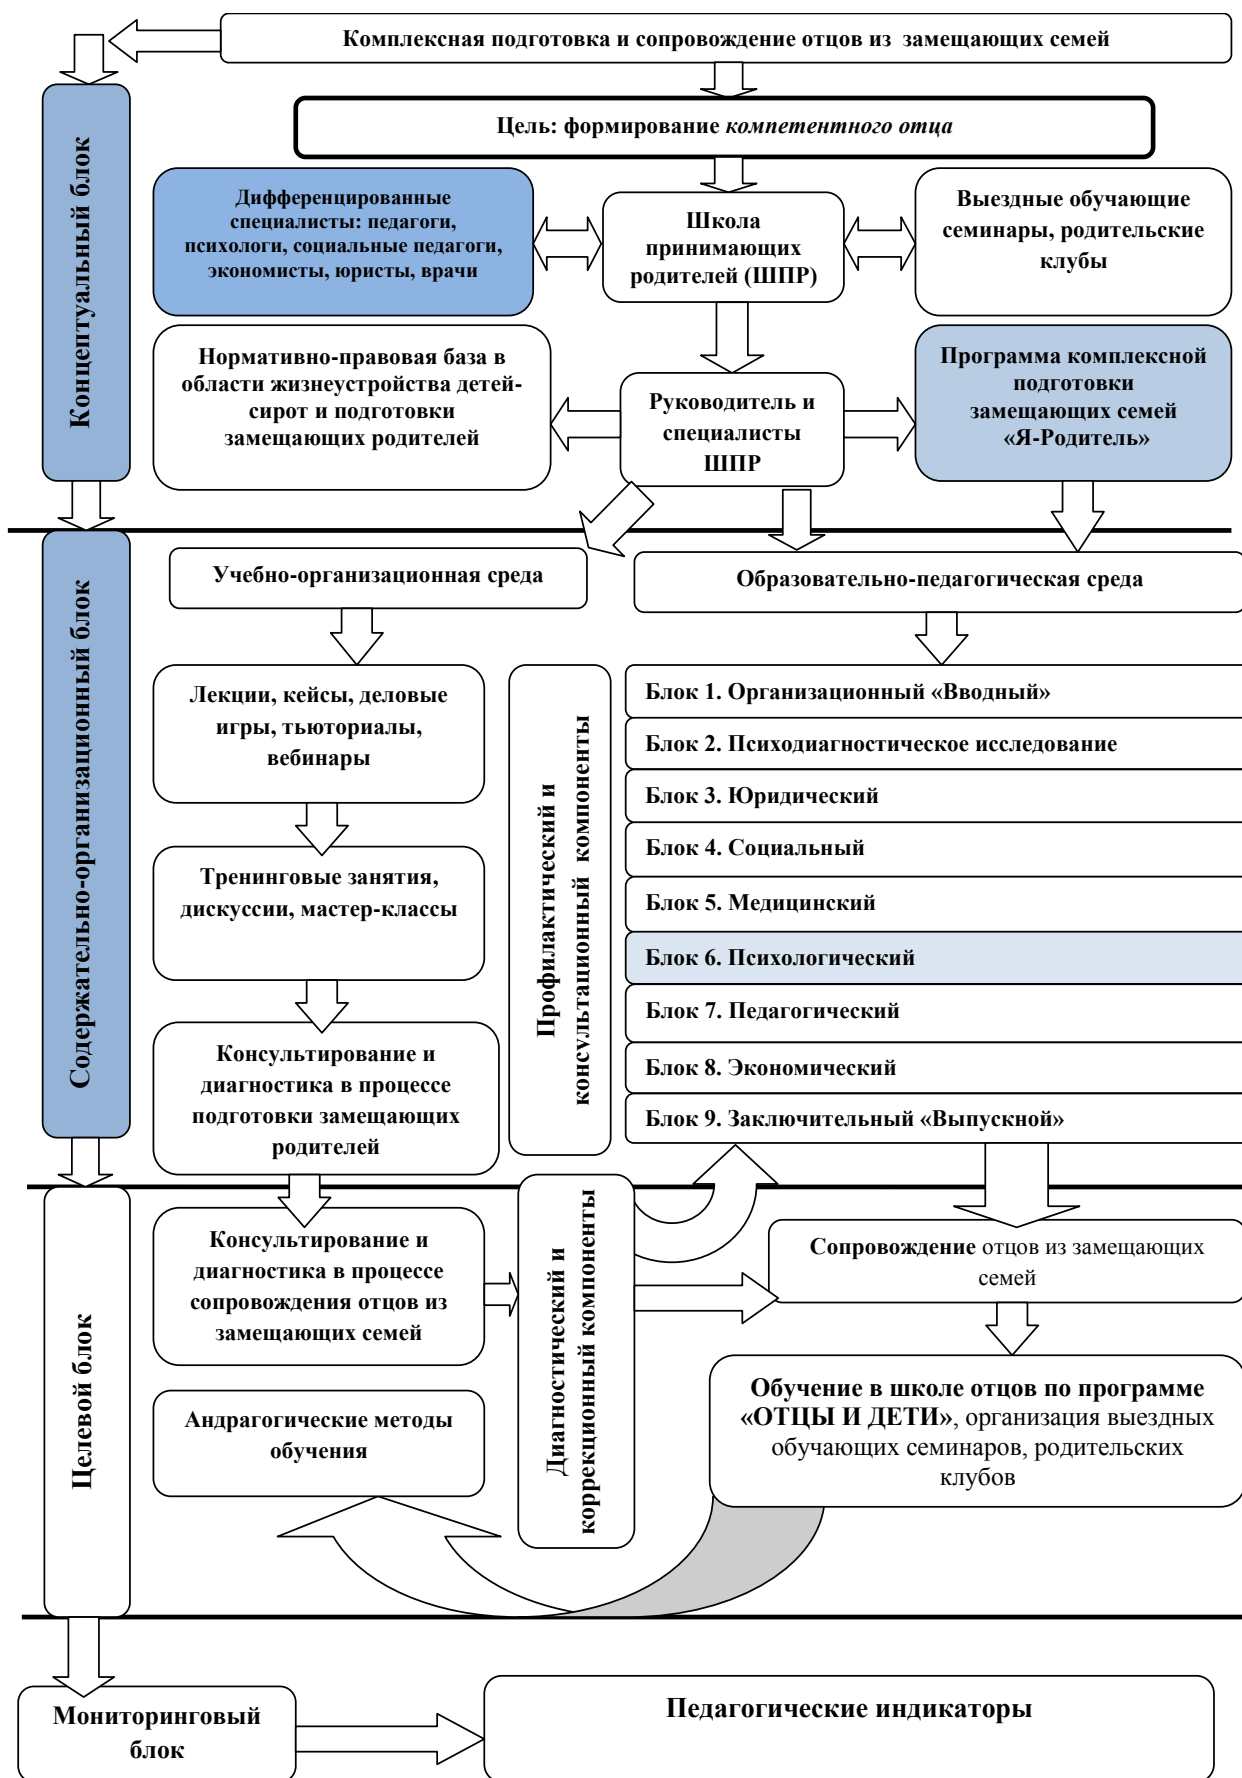 Комплексная подготовка и сопровождение отцов из замещающих семей
Цель: формирование компетентного отца
Концептуальный блок
Дифференцированные
специалисты: педагоги,
психологи, социальные педагоги,
экономисты, юристы, врачи
Школа
принимающих
родителей (ШПР)
Выездные обучающие
семинары, родительские
клубы
Нормативно-правовая база в
области жизнеустройства детей-
сирот и подготовки
замещающих родителей
Руководитель и
специалисты
ШПР
Программа комплексной
подготовки
замещающих семей
«Я-Родитель»
Содержательно-организационный блок
Учебно-организационная среда
Образовательно-педагогическая среда
Лекции, кейсы, деловые
игры, тьюториалы,
вебинары
Тренинговые занятия,
дискуссии, мастер-классы
Консультирование и
диагностика в процессе
подготовки замещающих
родителей
Профилактический и
консультационный компоненты
Блок 1. Организационный «Вводный»
Блок 2. Психодиагностическое исследование
Блок 3. Юридический
Блок 4. Социальный
Блок 5. Медицинский
Блок 6. Психологический
Блок 7. Педагогический
Блок 8. Экономический
Блок 9. Заключительный «Выпускной»
Целевой блок
Консультирование и
диагностика в процессе
сопровождения отцов из
замещающих семей
Андрагогические методы
обучения
Диагностический и
коррекционный компоненты
Сопровождение отцов из замещающих
семей
Обучение в школе отцов по программе
«ОТЦЫ И ДЕТИ», организация выездных
обучающих семинаров, родительских
клубов
Мониторинговый
блок
Педагогические индикаторы